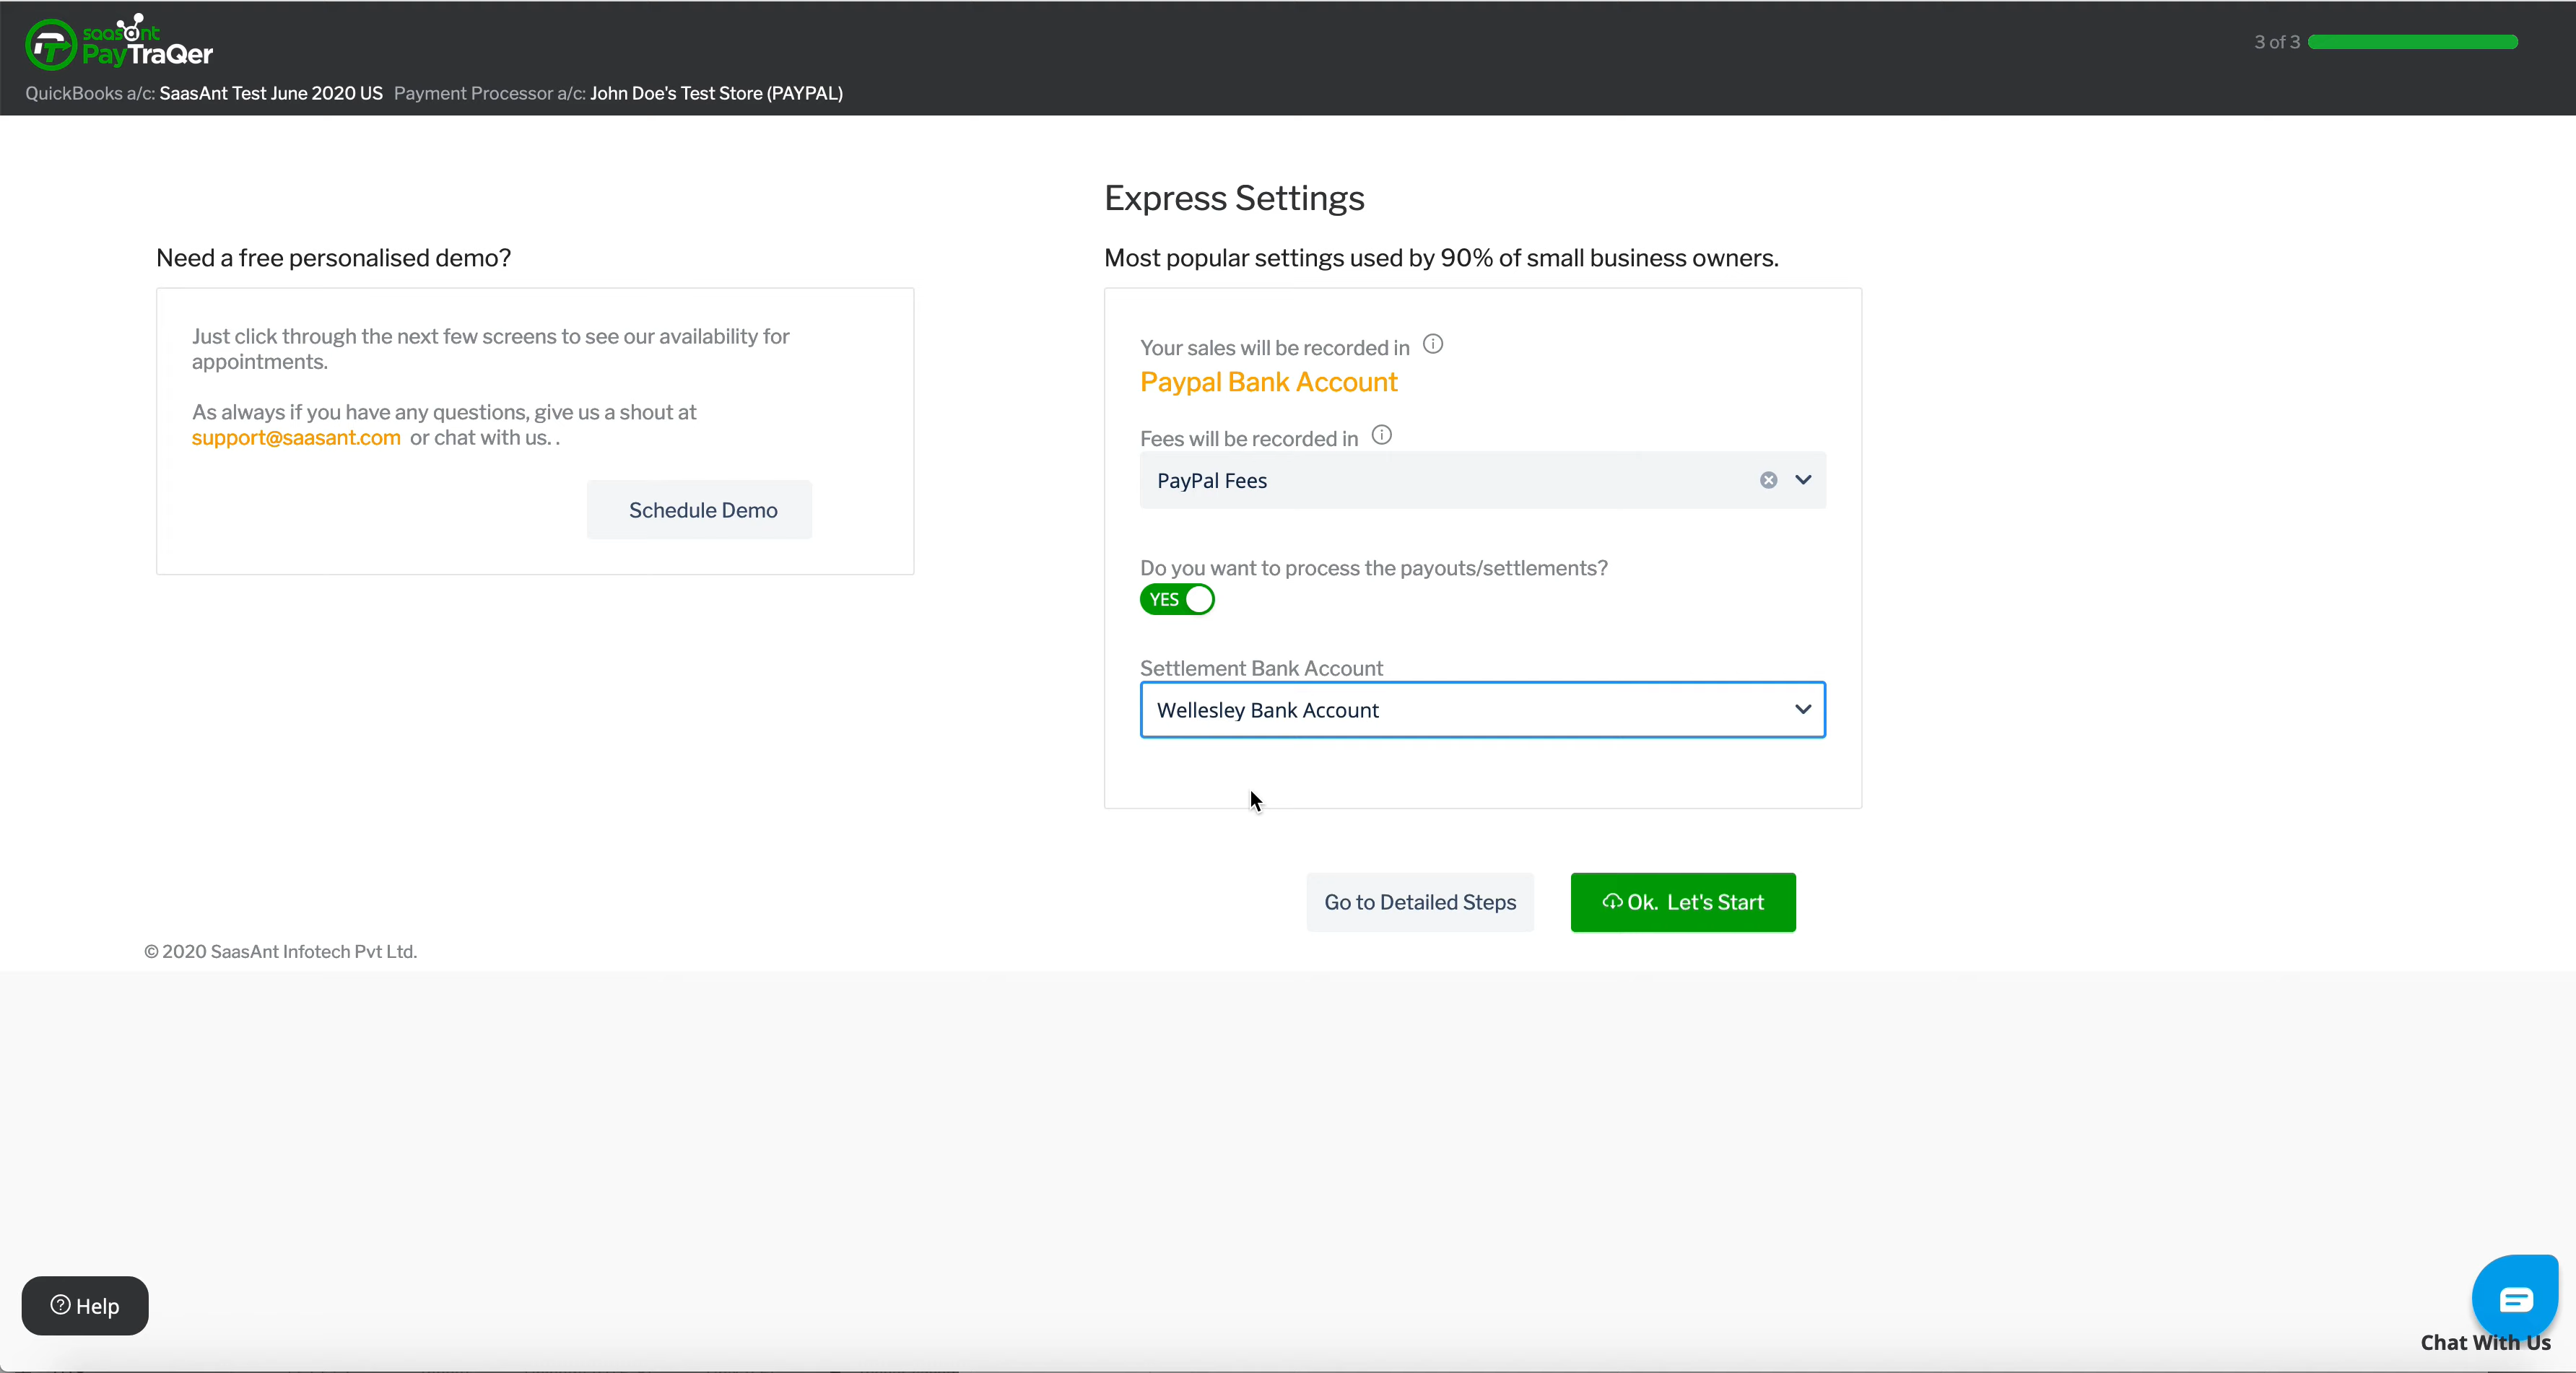 saasant
PayTraQer
3 of 3
QuickBooks a/c: SaasAnt Test June 2020 US Payment Processor a/c: John Doe's Test Store (PAYPAL)
Need a free personalised demo?
Just click through the next few screens to see our availability for
appointments.
As always if you have any questions, give us a shout at
support@saasant.com or chat with us. .
Schedule Demo
Express Settings
Most popular settings used by 90% of small business owners.
Your sales will be recorded in
Paypal Bank Account
Fees will be recorded in
PayPal Fees
Do you want to process the payouts/settlements?
YES
Settlement Bank Account
Wellesley Bank Account
Go to Detailed Steps
Ok. Let's Start
© 2020 SaasAnt Infotech Pvt Ltd.
Help
Chat With Us